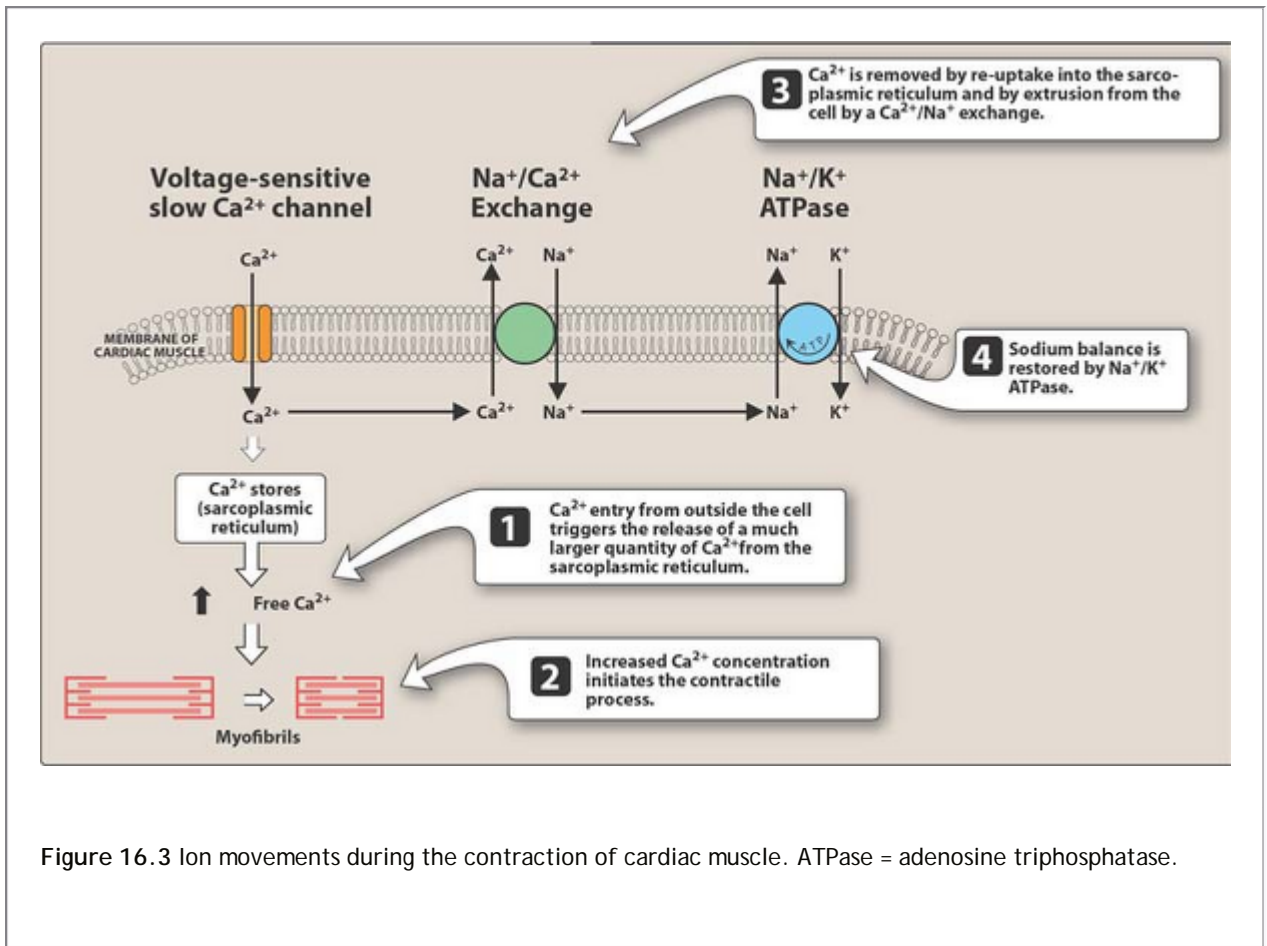 3
Ca²⁺ is removed by re-uptake into the sarco-
plasmic reticulum and by extrusion from the
cell by a Ca²⁺/Na⁺ exchange.
Voltage-sensitive
slow Ca²⁺ channel
Na⁺/Ca²⁺
Exchange
Na⁺/K⁺
ATPase
Ca²⁺
Ca²⁺ Na⁺
Na⁺ K⁺
MEMBRANE OF
CARDIAC MUSCLE
ATP
4
Sodium balance is
restored by Na⁺/K⁺
ATPase.
Ca²⁺
Ca²⁺ Na⁺
Na⁺ K⁺
Ca²⁺ stores
(sarcoplasmic
reticulum)
1
Ca²⁺ entry from outside the cell
triggers the release of a much
larger quantity of Ca²⁺from the
sarcoplasmic reticulum.
Free Ca²⁺
2
Increased Ca²⁺ concentration
initiates the contractile
process.
Myofibrils
Figure 16.3 Ion movements during the contraction of cardiac muscle. ATPase = adenosine triphosphatase.